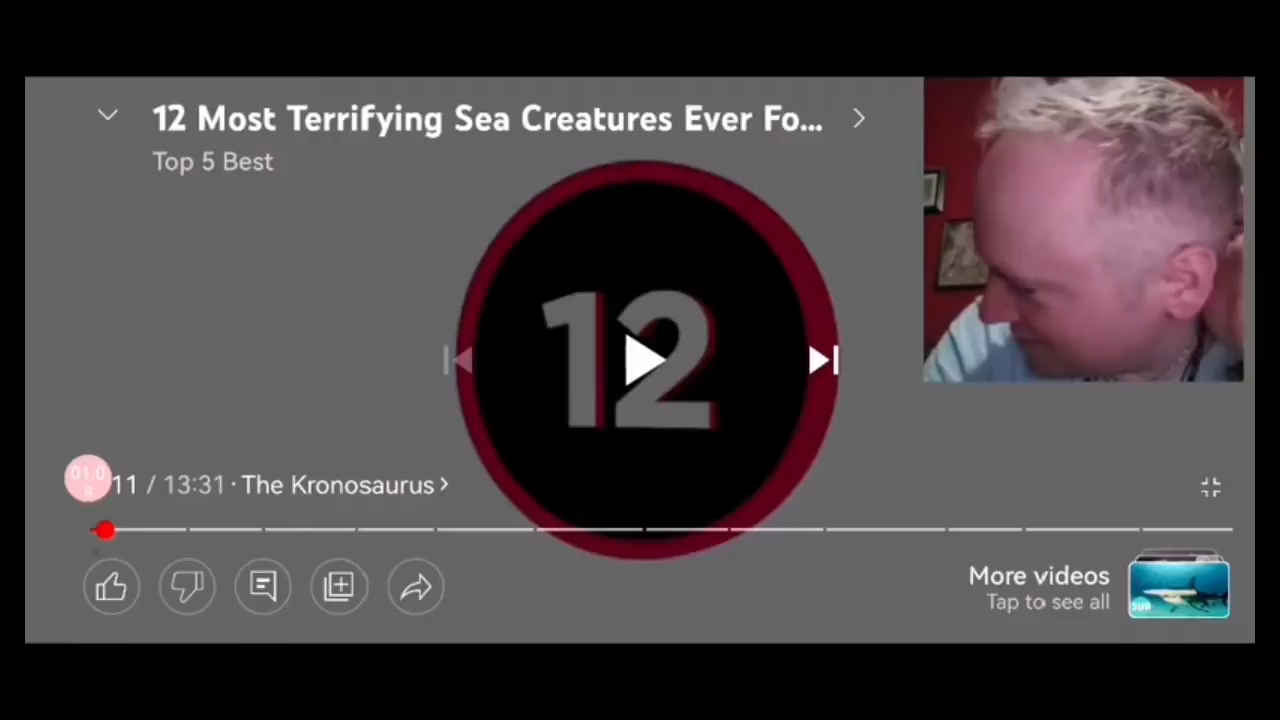 12 Most Terrifying Sea Creatures Ever Fo...
Top 5 Best
12
11 / 13:31 · The Kronosaurus
More videos
Tap to see all
SUB